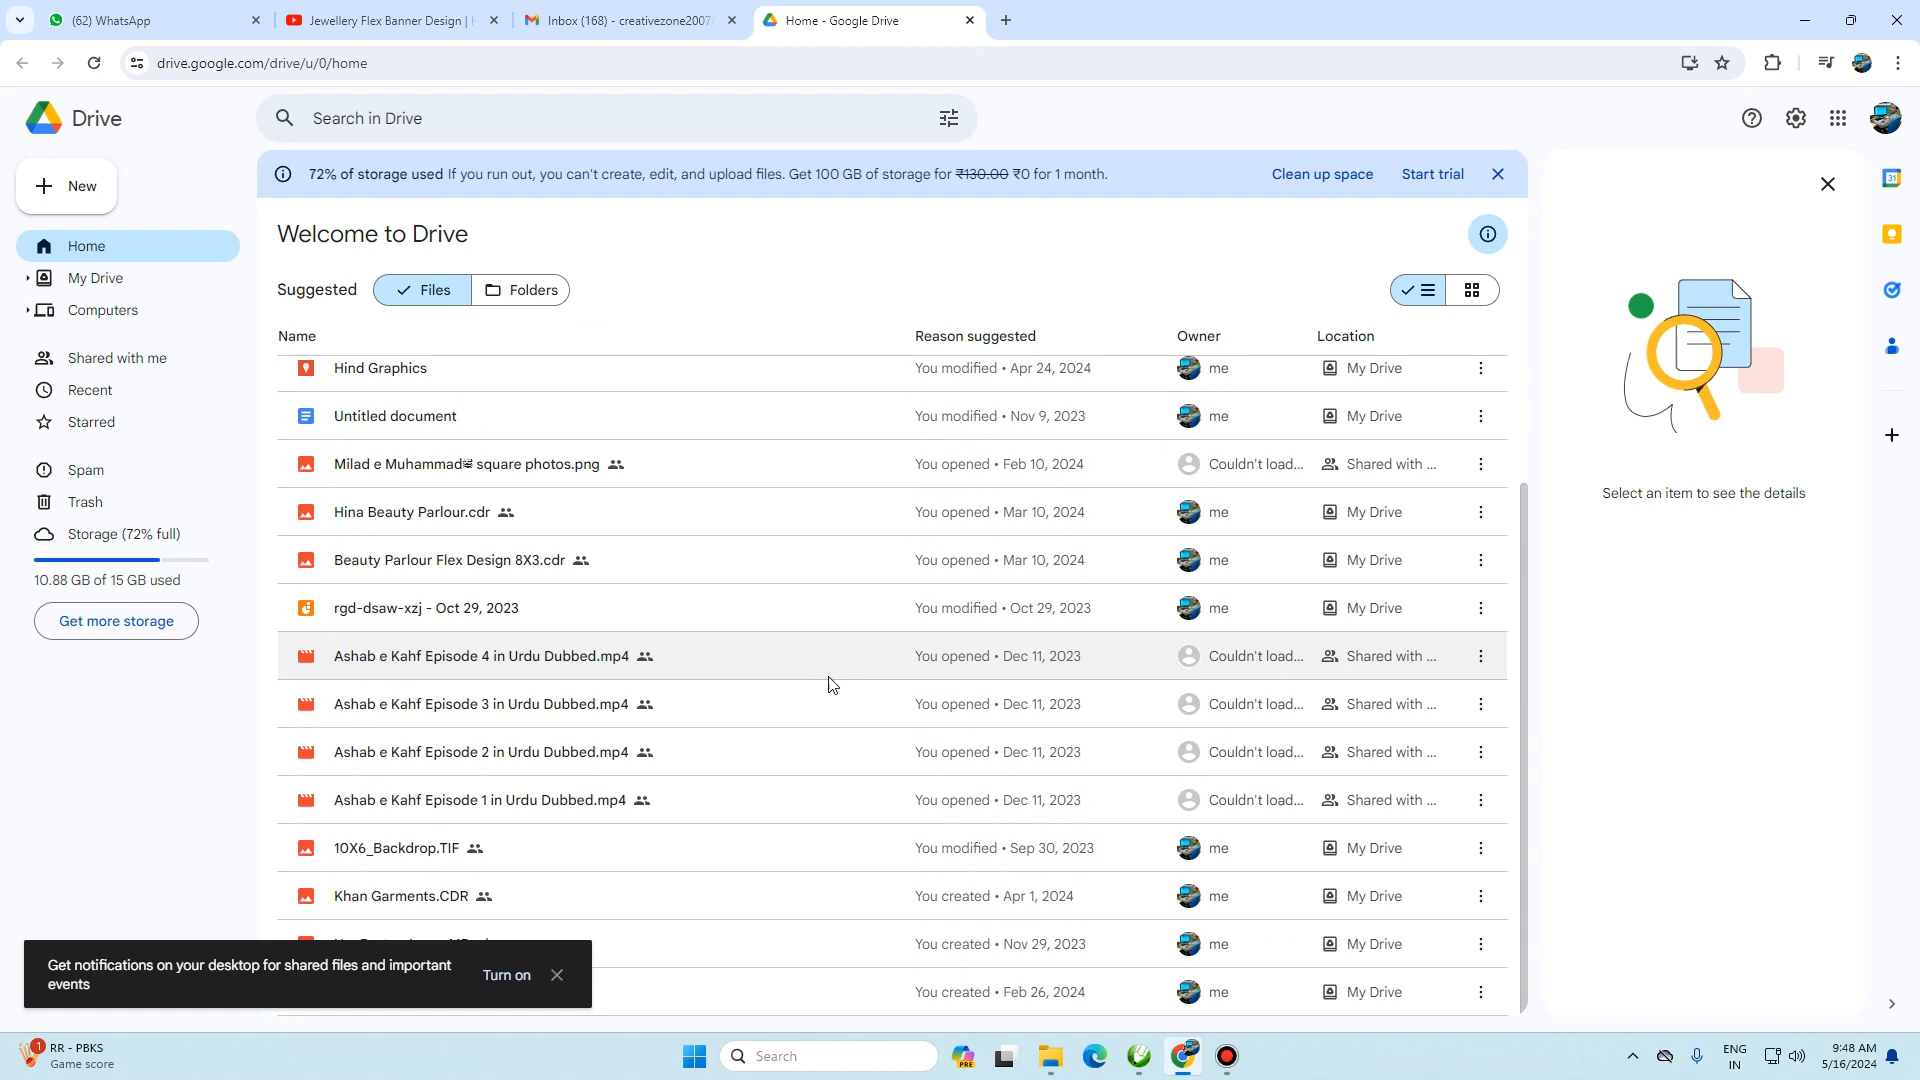 (62) WhatsApp
Jewellery Flex Banner Design |
Inbox (168) - creativezone2007
Home - Google Drive
drive.google.com/drive/u/0/home
Drive
Search in Drive
New
72% of storage used If you run out, you can't create, edit, and upload files. Get 100 GB of storage for ₹130.00 ₹0 for 1 month.
Clean up space
Start trial
Home
My Drive
Computers
Shared with me
Recent
Starred
Spam
Trash
Storage (72% full)
10.88 GB of 15 GB used
Get more storage
Welcome to Drive
Suggested Files Folders
Name Reason suggested Owner Location
Hind Graphics You modified • Apr 24, 2024 me My Drive
Untitled document You modified • Nov 9, 2023 me My Drive
Milad e Muhammadﷺ square photos.png You opened • Feb 10, 2024 Couldn't load... Shared with ...
Hina Beauty Parlour.cdr You opened • Mar 10, 2024 me My Drive
Beauty Parlour Flex Design 8X3.cdr You opened • Mar 10, 2024 me My Drive
rgd-dsaw-xzj - Oct 29, 2023 You modified • Oct 29, 2023 me My Drive
Ashab e Kahf Episode 4 in Urdu Dubbed.mp4 You opened • Dec 11, 2023 Couldn't load... Shared with ...
Ashab e Kahf Episode 3 in Urdu Dubbed.mp4 You opened • Dec 11, 2023 Couldn't load... Shared with ...
Ashab e Kahf Episode 2 in Urdu Dubbed.mp4 You opened • Dec 11, 2023 Couldn't load... Shared with ...
Ashab e Kahf Episode 1 in Urdu Dubbed.mp4 You opened • Dec 11, 2023 Couldn't load... Shared with ...
10X6_Backdrop.TIF You modified • Sep 30, 2023 me My Drive
Khan Garments.CDR You created • Apr 1, 2024 me My Drive
You created • Nov 29, 2023 me My Drive
You created • Feb 26, 2024 me My Drive
Get notifications on your desktop for shared files and important
events
Turn on
Select an item to see the details
31
1
RR - PBKS
Game score
Search
PRE
ENG
IN
9:48 AM
5/16/2024